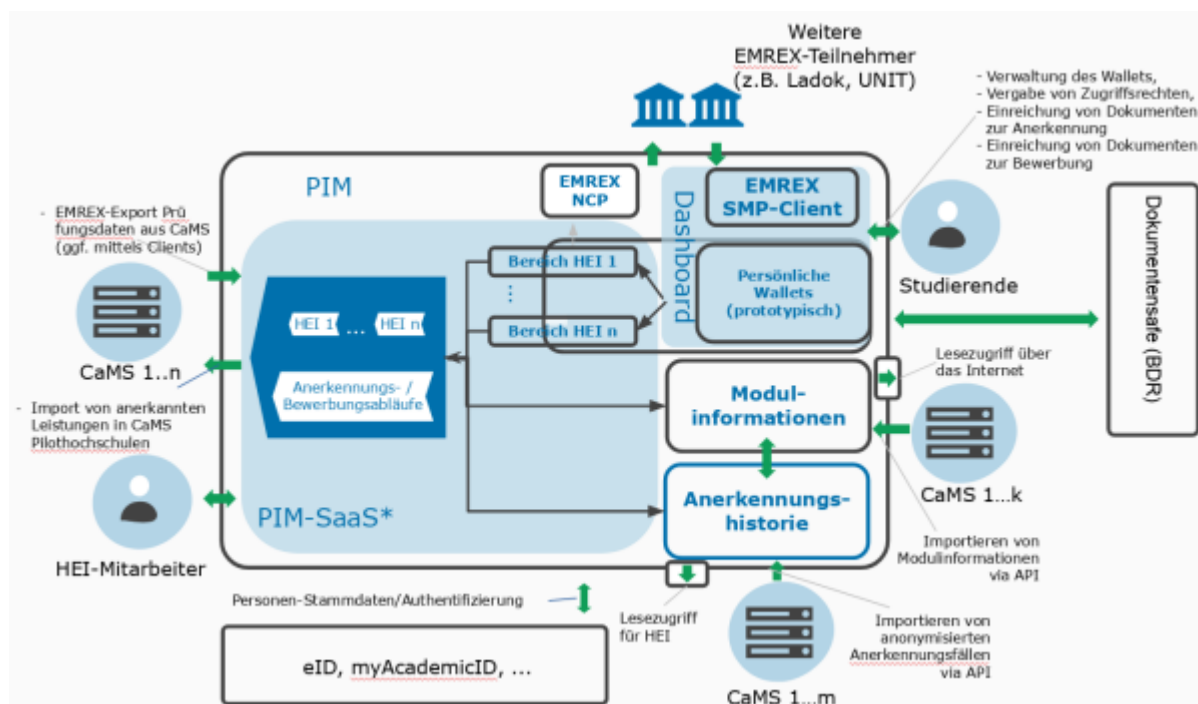 Weitere
EMREX-Teilnehmer
(z.B. Ladok, UNIT)
- Verwaltung des Wallets,
- Vergabe von Zugriffsrechten,
- Einreichung von Dokumenten
zur Anerkennung
- Einreichung von Dokumenten
zur Bewerbung
PIM
EMREX
NCP
Dashboard
EMREX
SMP-Client
- EMREX-Export Prü
fungsdaten aus CaMS
(ggf. mittels Clients)
Bereich HEI 1
⋮
Bereich HEI n
Persönliche
Wallets
(prototypisch)
Studierende
Dokumentensafe (BDR)
HEI 1
...
HEI n
Anerkennungs- /
Bewerbungsabläufe
CaMS 1..n
Lesezugriff über
das Internet
Modul-
informationen
- Import von anerkannten
Leistungen in CaMS
Pilothochschulen
CaMS 1...k
Anerkennungs-
historie
PIM-SaaS*
HEI-Mitarbeiter
Importieren von
Modulinformationen
via API
Personen-Stammdaten/Authentifizierung
Lesezugriff
für HEI
Importieren von
anonymisierten
Anerkennungsfällen
via API
eID, myAcademicID, ...
CaMS 1...m